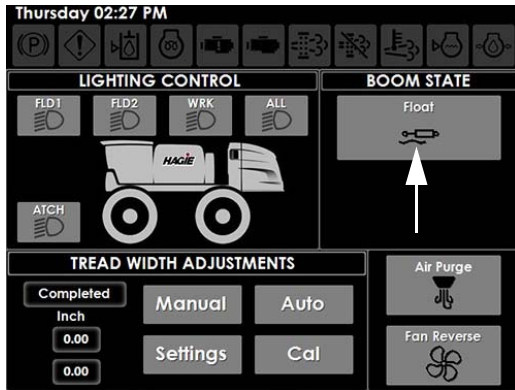 Thursday 02:27 PM
(P)
LIGHTING CONTROL
BOOM STATE
FLD1 FLD2 WRK ALL
Float
HAGIE
ATCH
TREAD WIDTH ADJUSTMENTS
Completed
Inch
0.00
0.00
Manual Auto
Settings Cal
Air Purge
Fan Reverse